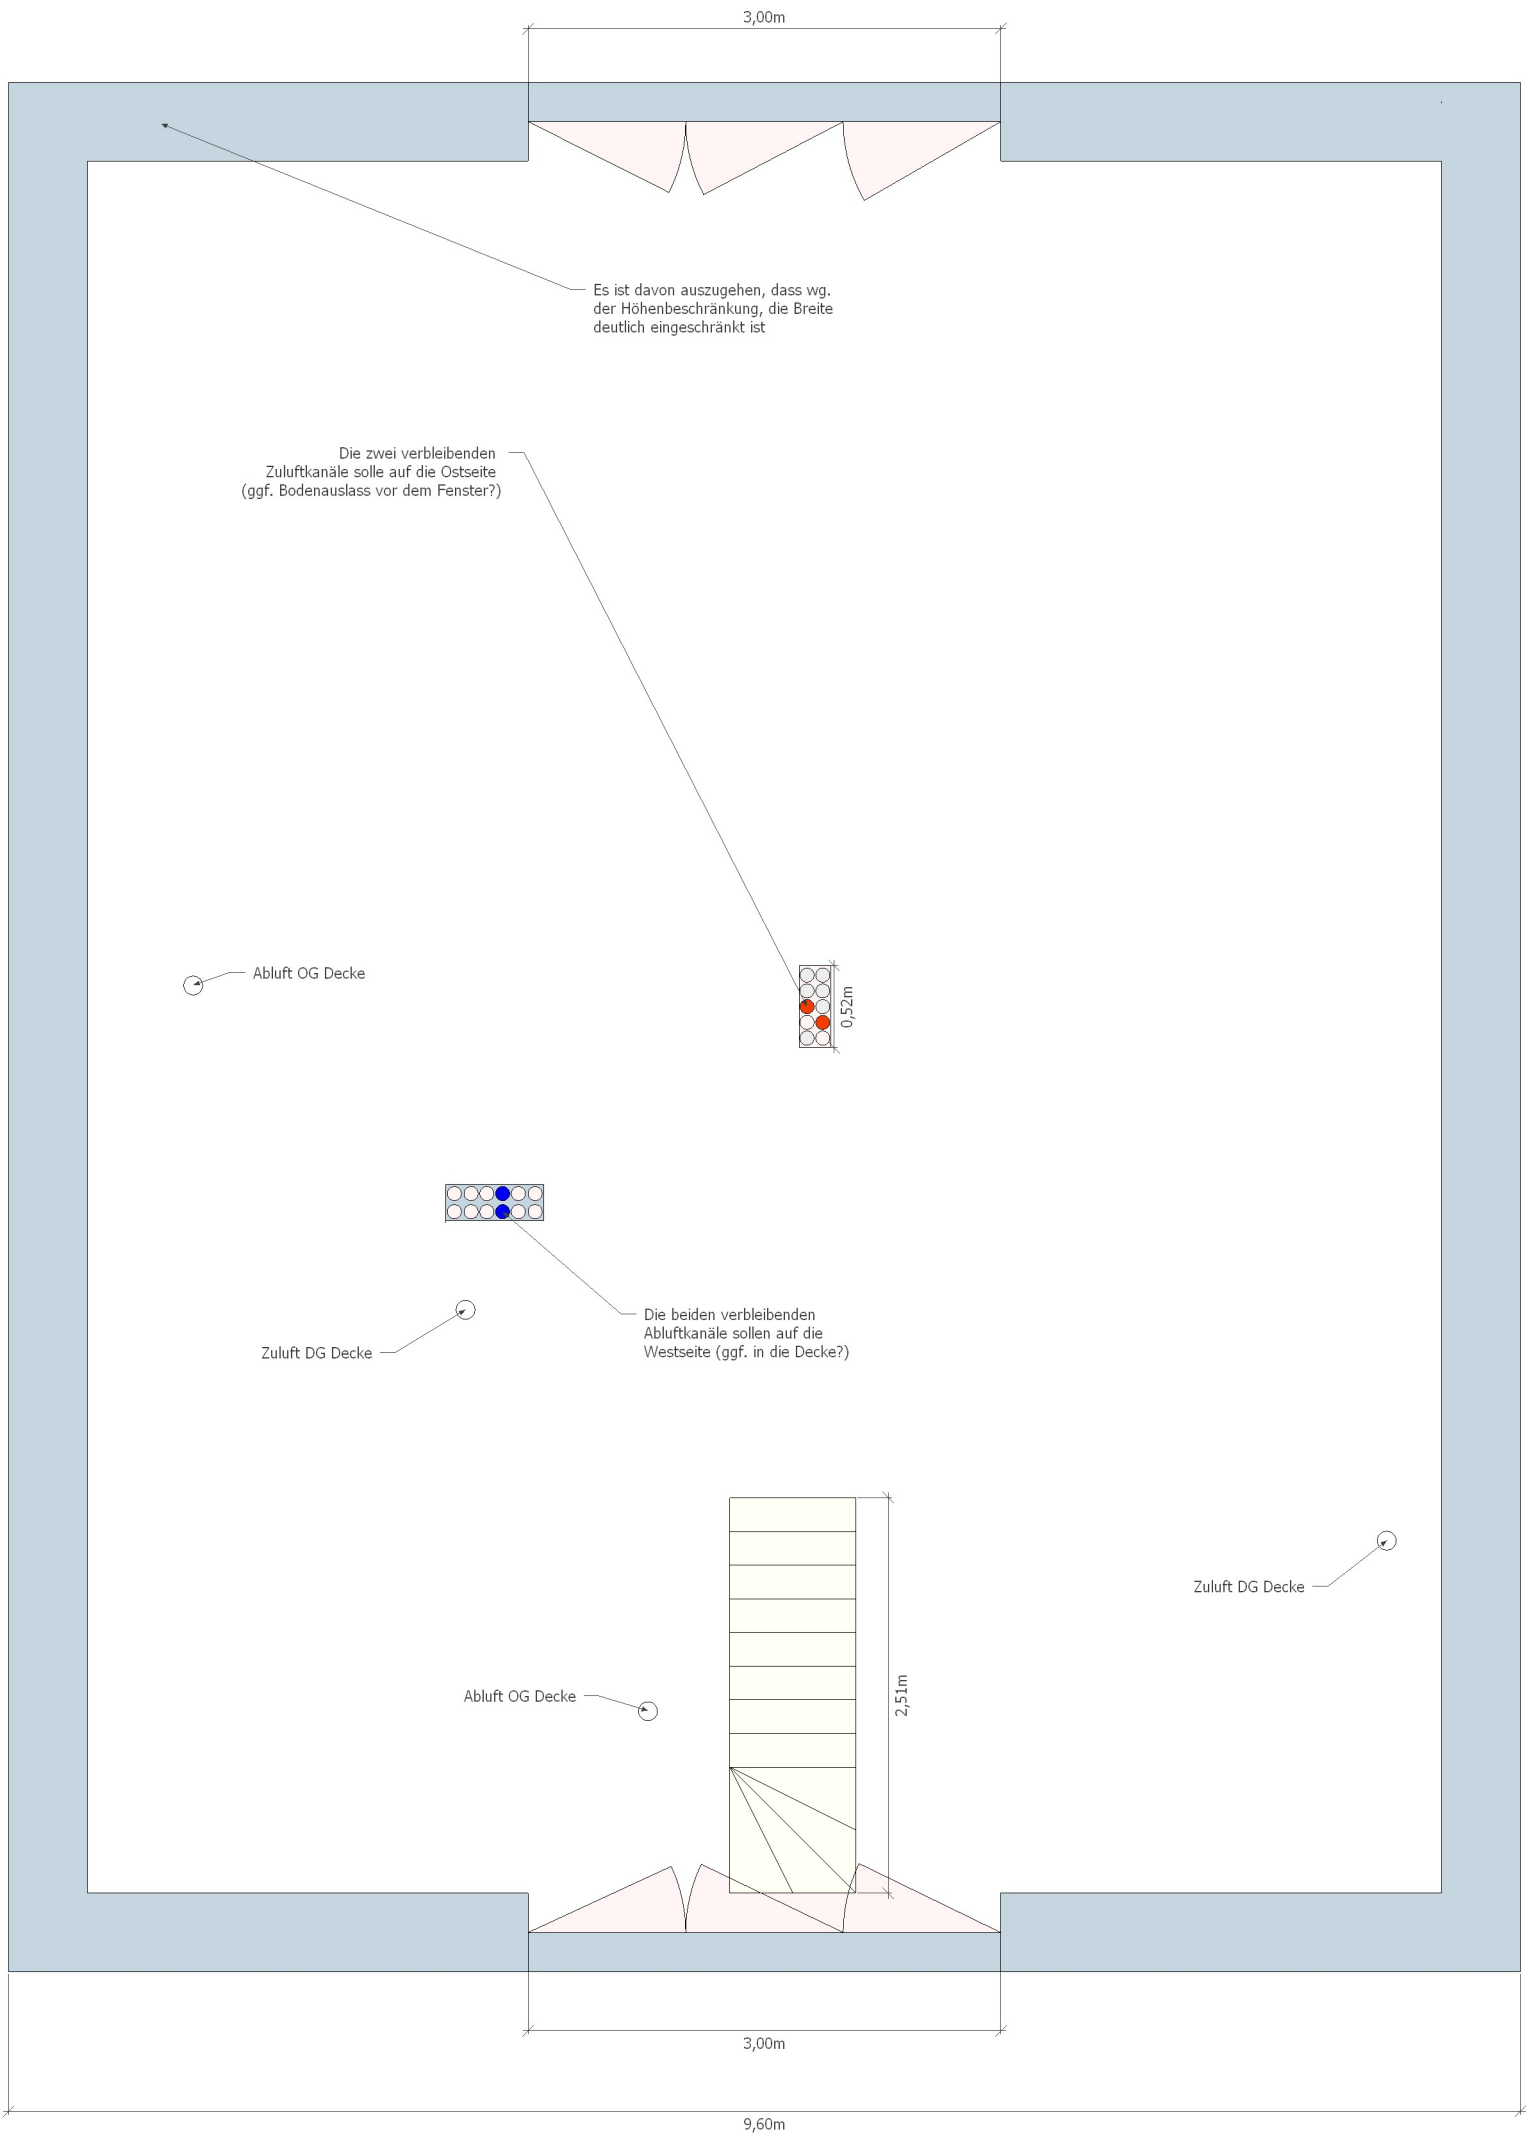 3,00m
Es ist davon auszugehen, dass wg.
der Höhenbeschränkung, die Breite
deutlich eingeschränkt ist
Die zwei verbleibenden
Zuluftkanäle solle auf die Ostseite
(ggf. Bodenauslass vor dem Fenster?)
Abluft OG Decke
0,52m
Die beiden verbleibenden
Abluftkanäle sollen auf die
Westseite (ggf. in die Decke?)
Zuluft DG Decke
Zuluft DG Decke
Abluft OG Decke
2,51m
3,00m
9,60m